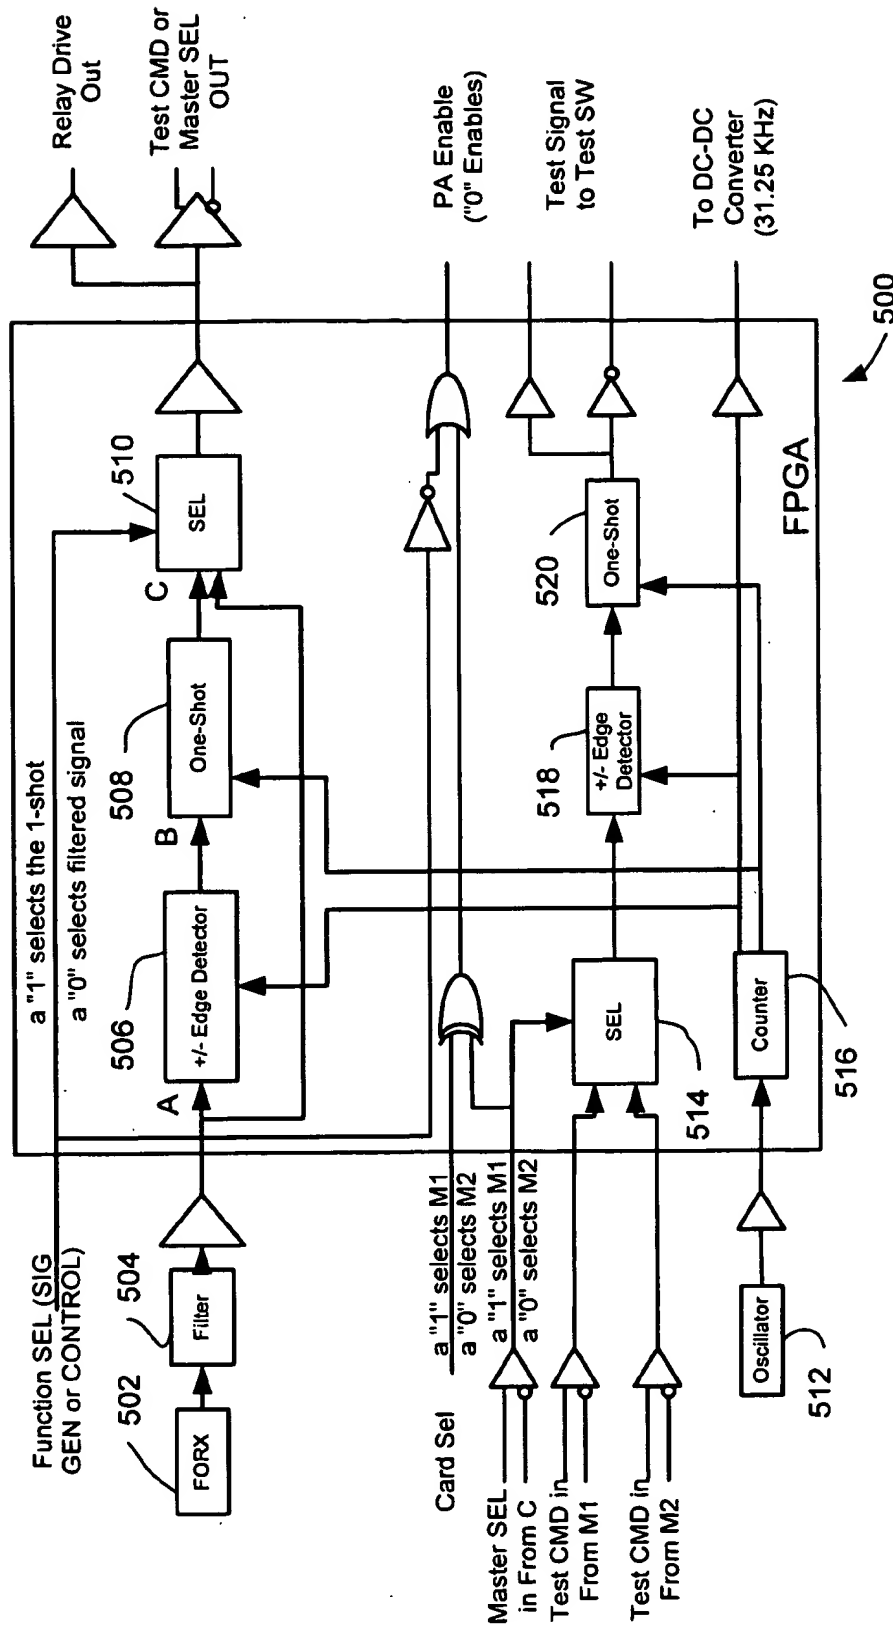 Function SEL (SIG
GEN or CONTROL)
a "1" selects the 1-shot
a "0" selects filtered signal
502
FORX
504
Filter
A
506
+/- Edge Detector
B
508
One-Shot
C
510
SEL
Relay Drive
Out
Test CMD or
Master SEL
OUT
Card Sel
a "1" selects M1
a "0" selects M2
a "1" selects M1
a "0" selects M2
PA Enable
("0" Enables)
Master SEL
in From C
Test CMD in
From M1
Test CMD in
From M2
SEL
514
518
+/- Edge
Detector
520
One-Shot
Test Signal
to Test SW
Oscillator
512
Counter
516
FPGA
To DC-DC
Converter
(31.25 KHz)
500